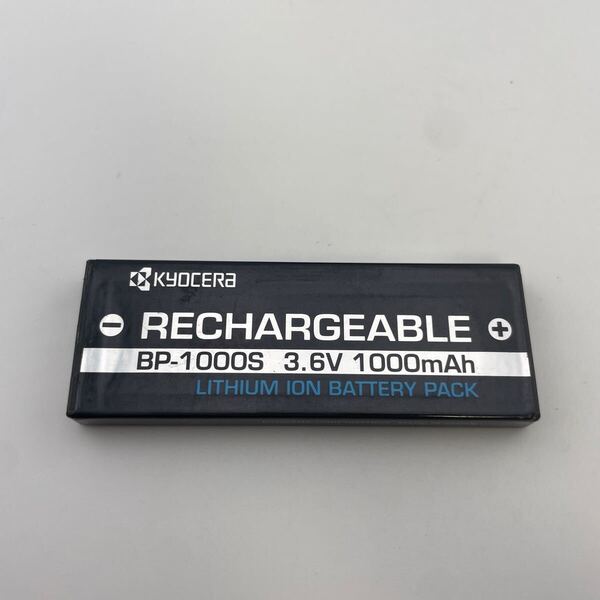 KYOCERA
RECHARGEABLE
BP-1000S 3.6V 1000mAh
LITHIUM ION BATTERY PACK